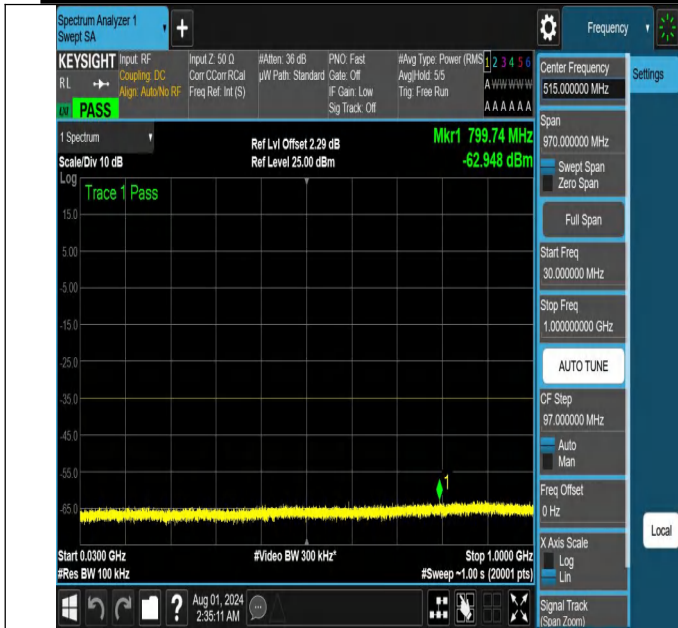 Spectrum Analyzer 1
Swept SA
+
Frequency
KEYSIGHT
RL
PASS
Input: RF
Coupling: DC
Align: Auto/No RF
Input Z: 50 Ω
Corr CCorr RCal
Freq Ref: Int (S)
#Atten: 36 dB
µW Path: Standard
PNO: Fast
Gate: Off
IF Gain: Low
Sig Track: Off
#Avg Type: Power (RMS
Avg|Hold: 5/5
Trig: Free Run
1 2 3 4 5 6
A W W W W W
A A A A A A
Center Frequency
515.000000 MHz
Settings
Span
970.000000 MHz
Swept Span
Zero Span
Full Span
Start Freq
30.000000 MHz
Stop Freq
1.000000000 GHz
AUTO TUNE
CF Step
97.000000 MHz
Auto
Man
Freq Offset
0 Hz
X Axis Scale
Log
Lin
Signal Track
(Span Zoom)
Local
1 Spectrum
Scale/Div 10 dB
Ref Lvl Offset 2.29 dB
Ref Level 25.00 dBm
Mkr1 799.74 MHz
-62.948 dBm
Log
Trace 1 Pass
15.0
5.00
-5.00
-15.0
-25.0
-35.0
-45.0
-55.0
-65.0
1
Start 0.0300 GHz
#Res BW 100 kHz
#Video BW 300 kHz*
Stop 1.0000 GHz
#Sweep ~1.00 s (20001 pts)
?
Aug 01, 2024
2:35:11 AM